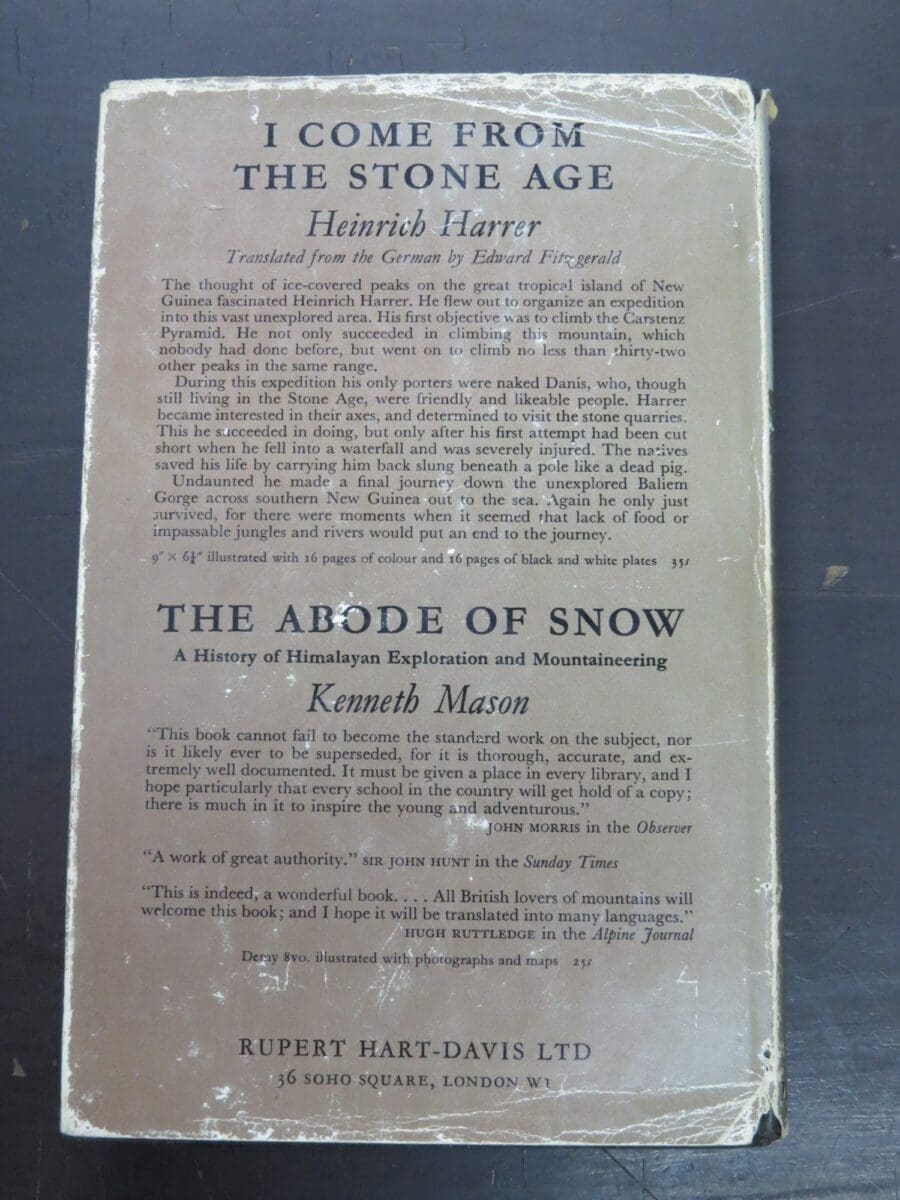 I COME FROM
THE STONE AGE
Heinrich Harrer
Translated from the German by Edward Fitzgerald
The thought of ice-covered peaks on the great tropical island of New
Guinea fascinated Heinrich Harrer. He flew out to organize an expedition
into this vast unexplored area. His first objective was to climb the Carstenz
Pyramid. He not only succeeded in climbing this mountain, which
nobody had done before, but went on to climb no less than thirty-two
other peaks in the same range.
During this expedition his only porters were naked Danis, who, though
still living in the Stone Age, were friendly and likeable people. Harrer
became interested in their axes, and determined to visit the stone quarries.
This he succeeded in doing, but only after his first attempt had been cut
short when he fell into a waterfall and was severely injured. The natives
saved his life by carrying him back slung beneath a pole like a dead pig.
Undaunted he made a final journey down the unexplored Baliem
Gorge across southern New Guinea out to the sea. Again he only just
survived, for there were moments when it seemed that lack of food or
impassable jungles and rivers would put an end to the journey.
9" × 6¾" illustrated with 16 pages of colour and 16 pages of black and white plates 35s
THE ABODE OF SNOW
A History of Himalayan Exploration and Mountaineering
Kenneth Mason
"This book cannot fail to become the standard work on the subject, nor
is it likely ever to be superseded, for it is thorough, accurate, and ex-
tremely well documented. It must be given a place in every library, and I
hope particularly that every school in the country will get hold of a copy;
there is much in it to inspire the young and adventurous."
JOHN MORRIS in the Observer
"A work of great authority." SIR JOHN HUNT in the Sunday Times
"This is indeed, a wonderful book. . . . All British lovers of mountains will
welcome this book; and I hope it will be translated into many languages."
HUGH RUTTLEDGE in the Alpine Journal
Demy 8vo. illustrated with photographs and maps 25s
RUPERT HART-DAVIS LTD
36 SOHO SQUARE, LONDON W1